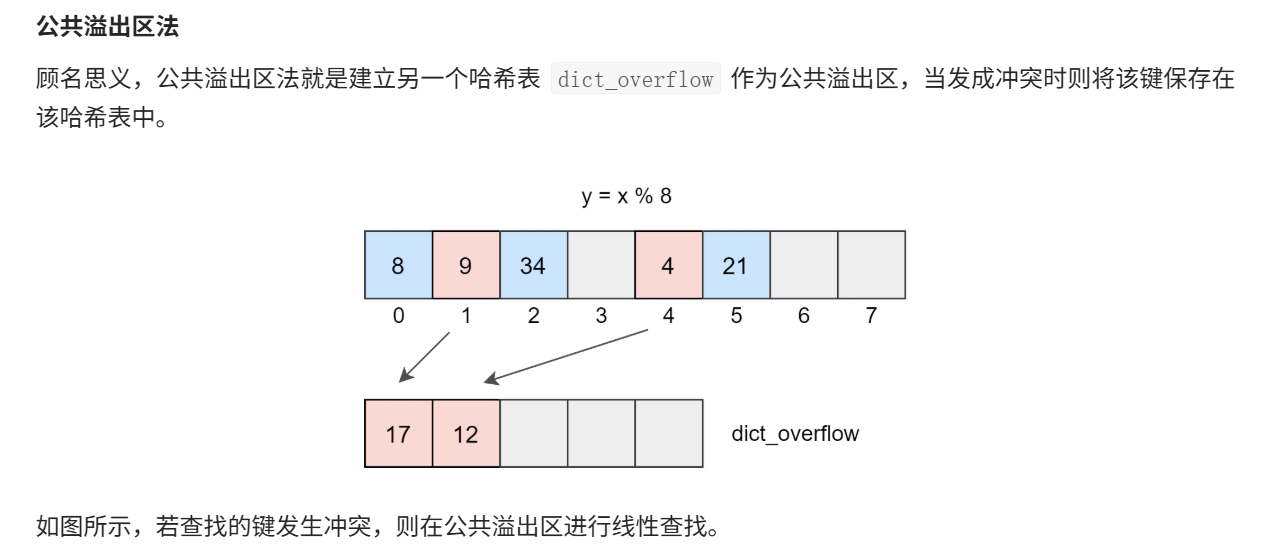 公共溢出区法
顾名思义，公共溢出区法就是建立另一个哈希表 dict_overflow 作为公共溢出区，当发成冲突时则将该键保存在
该哈希表中。
y = x % 8
8 9 34 4 21
0 1 2 3 4 5 6 7
17 12 dict_overflow
如图所示，若查找的键发生冲突，则在公共溢出区进行线性查找。